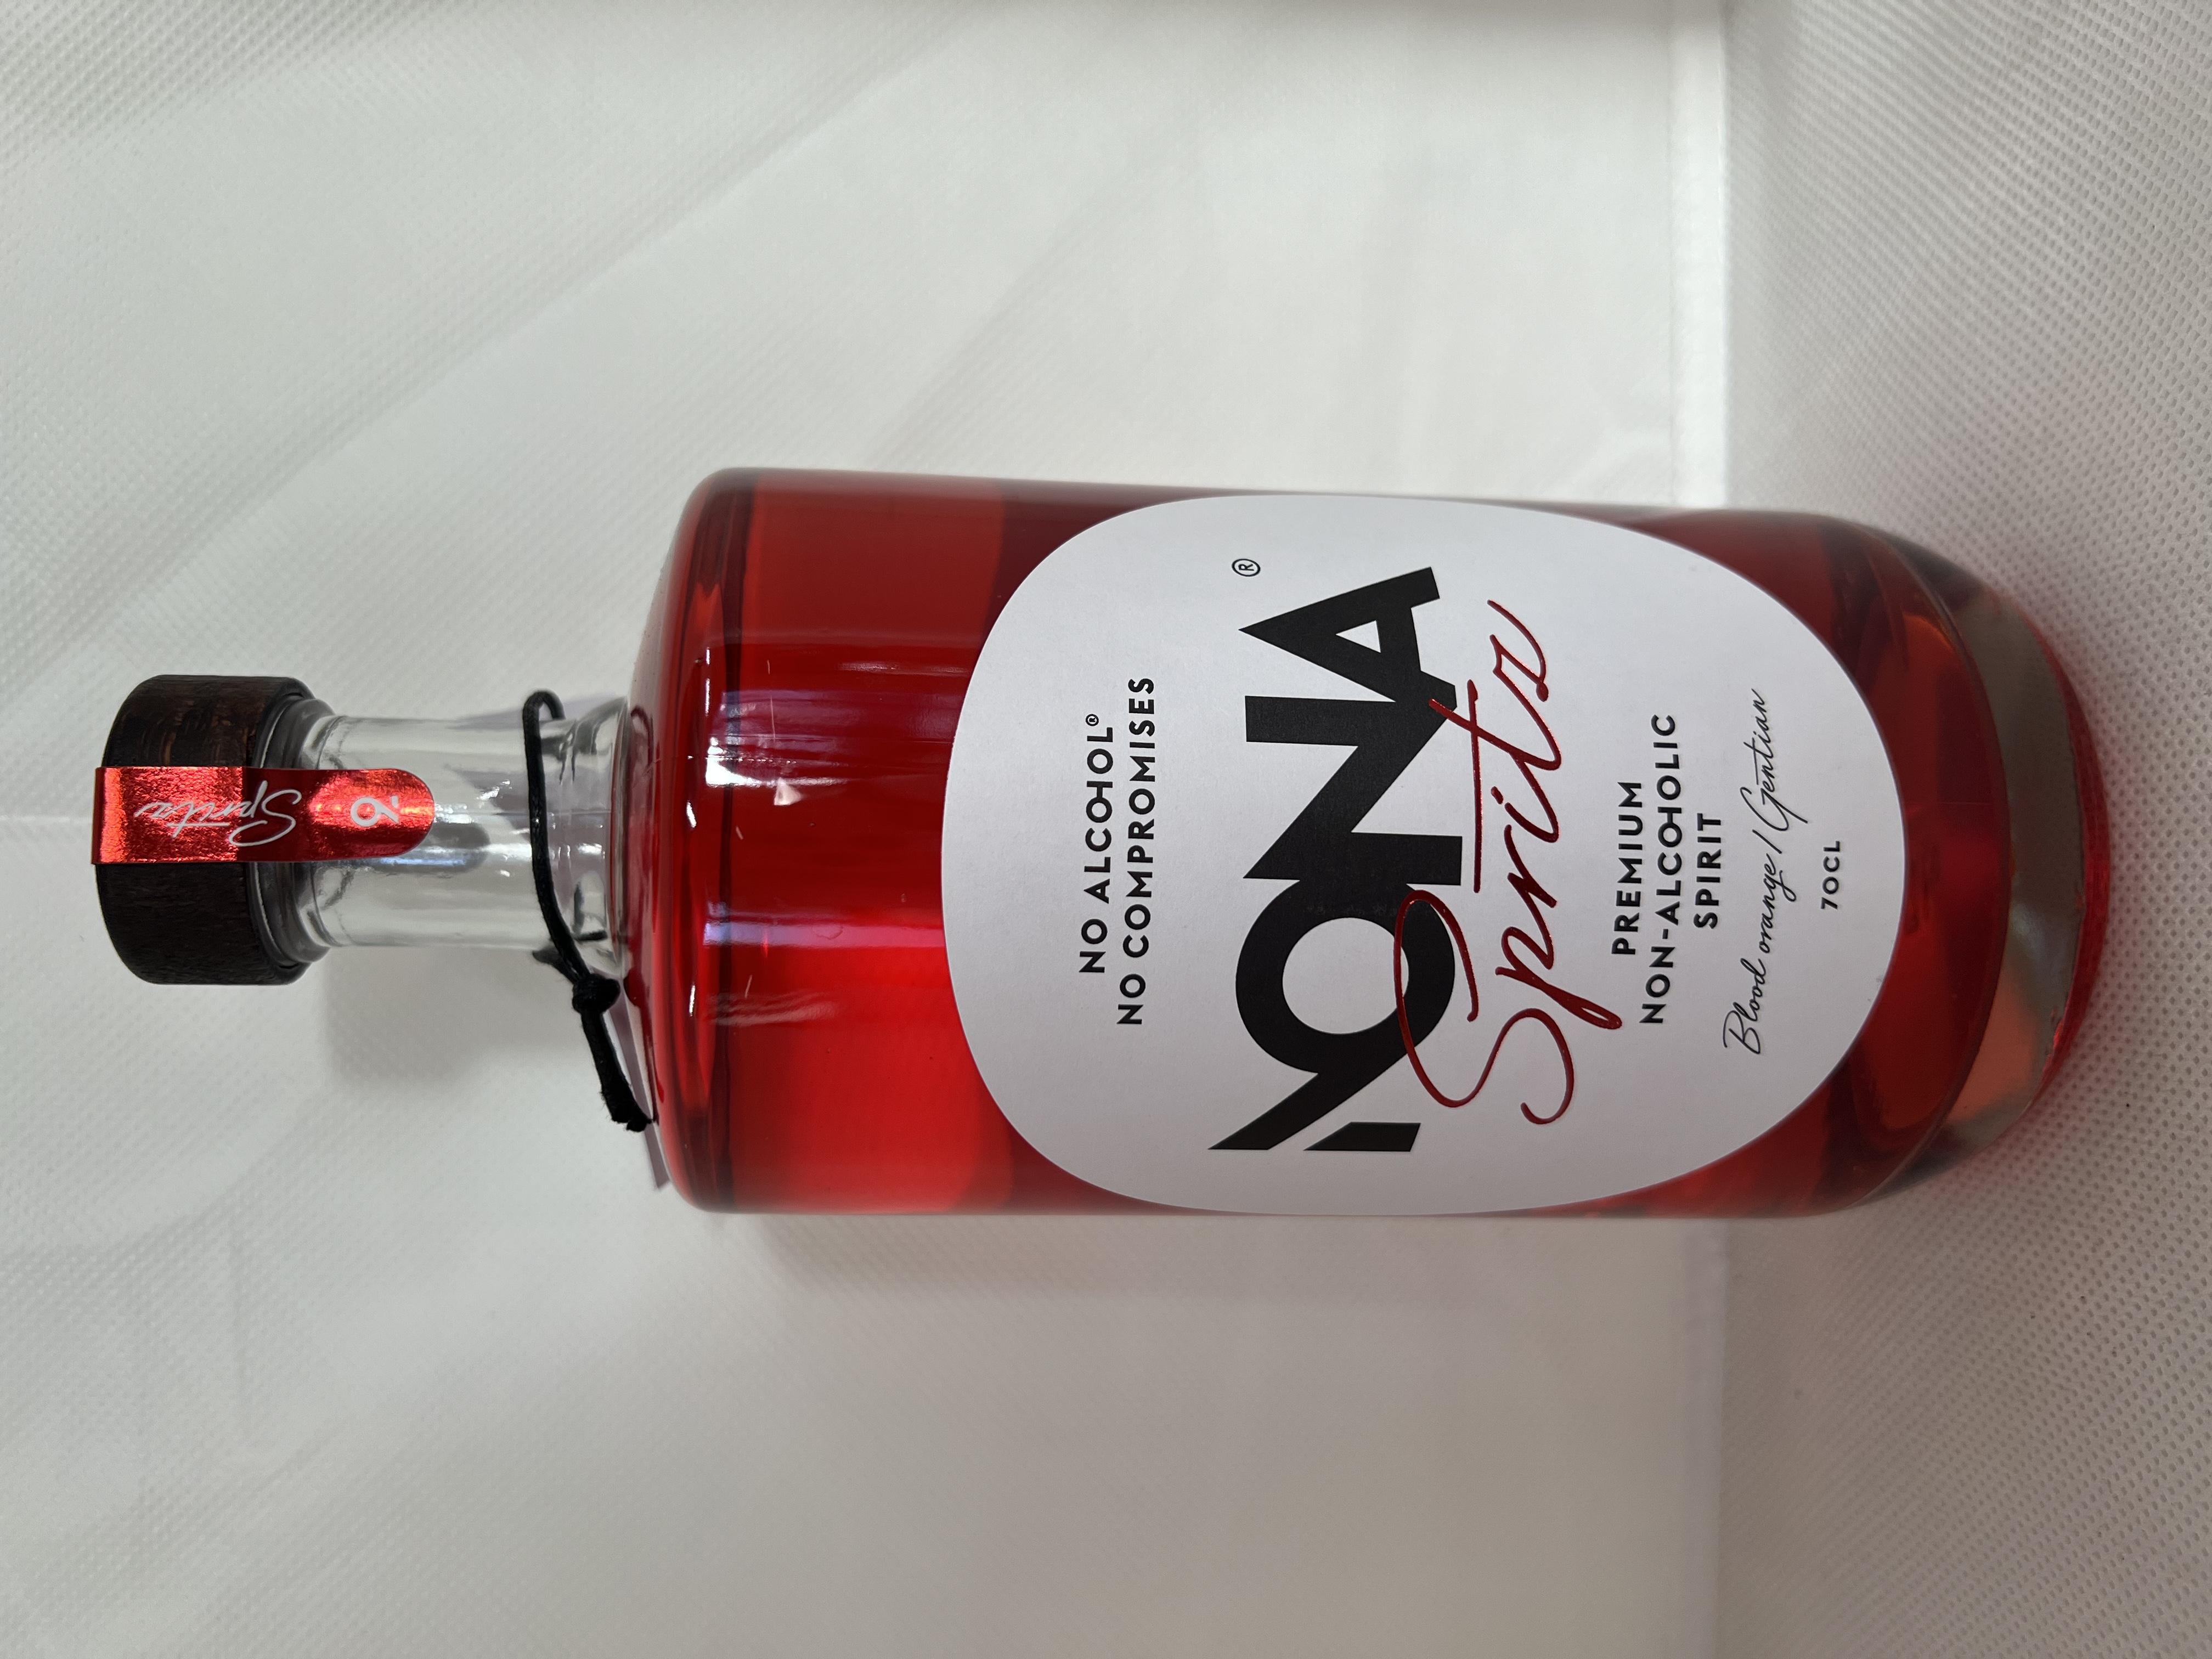 Spritz
NO ALCOHOL®
NO COMPROMISES
NONA®
Spritz
PREMIUM
NON-ALCOHOLIC
SPIRIT
Blood orange / Gentian
70CL